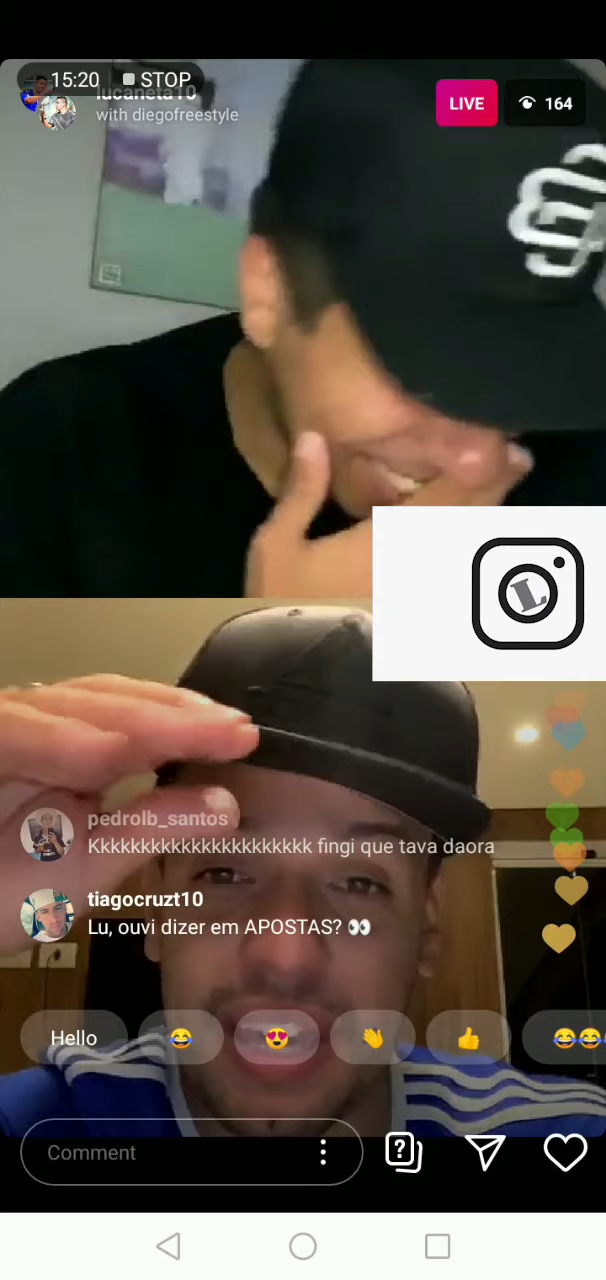 15:20 STOP
lucaneta10
with diegofreestyle
LIVE
164
pedrolb_santos
Kkkkkkkkkkkkkkkkkkkkkk fingi que tava daora
tiagocruzt10
Lu, ouvi dizer em APOSTAS? 👀
Hello 😂 😍 👋 👍 😂😂
Comment